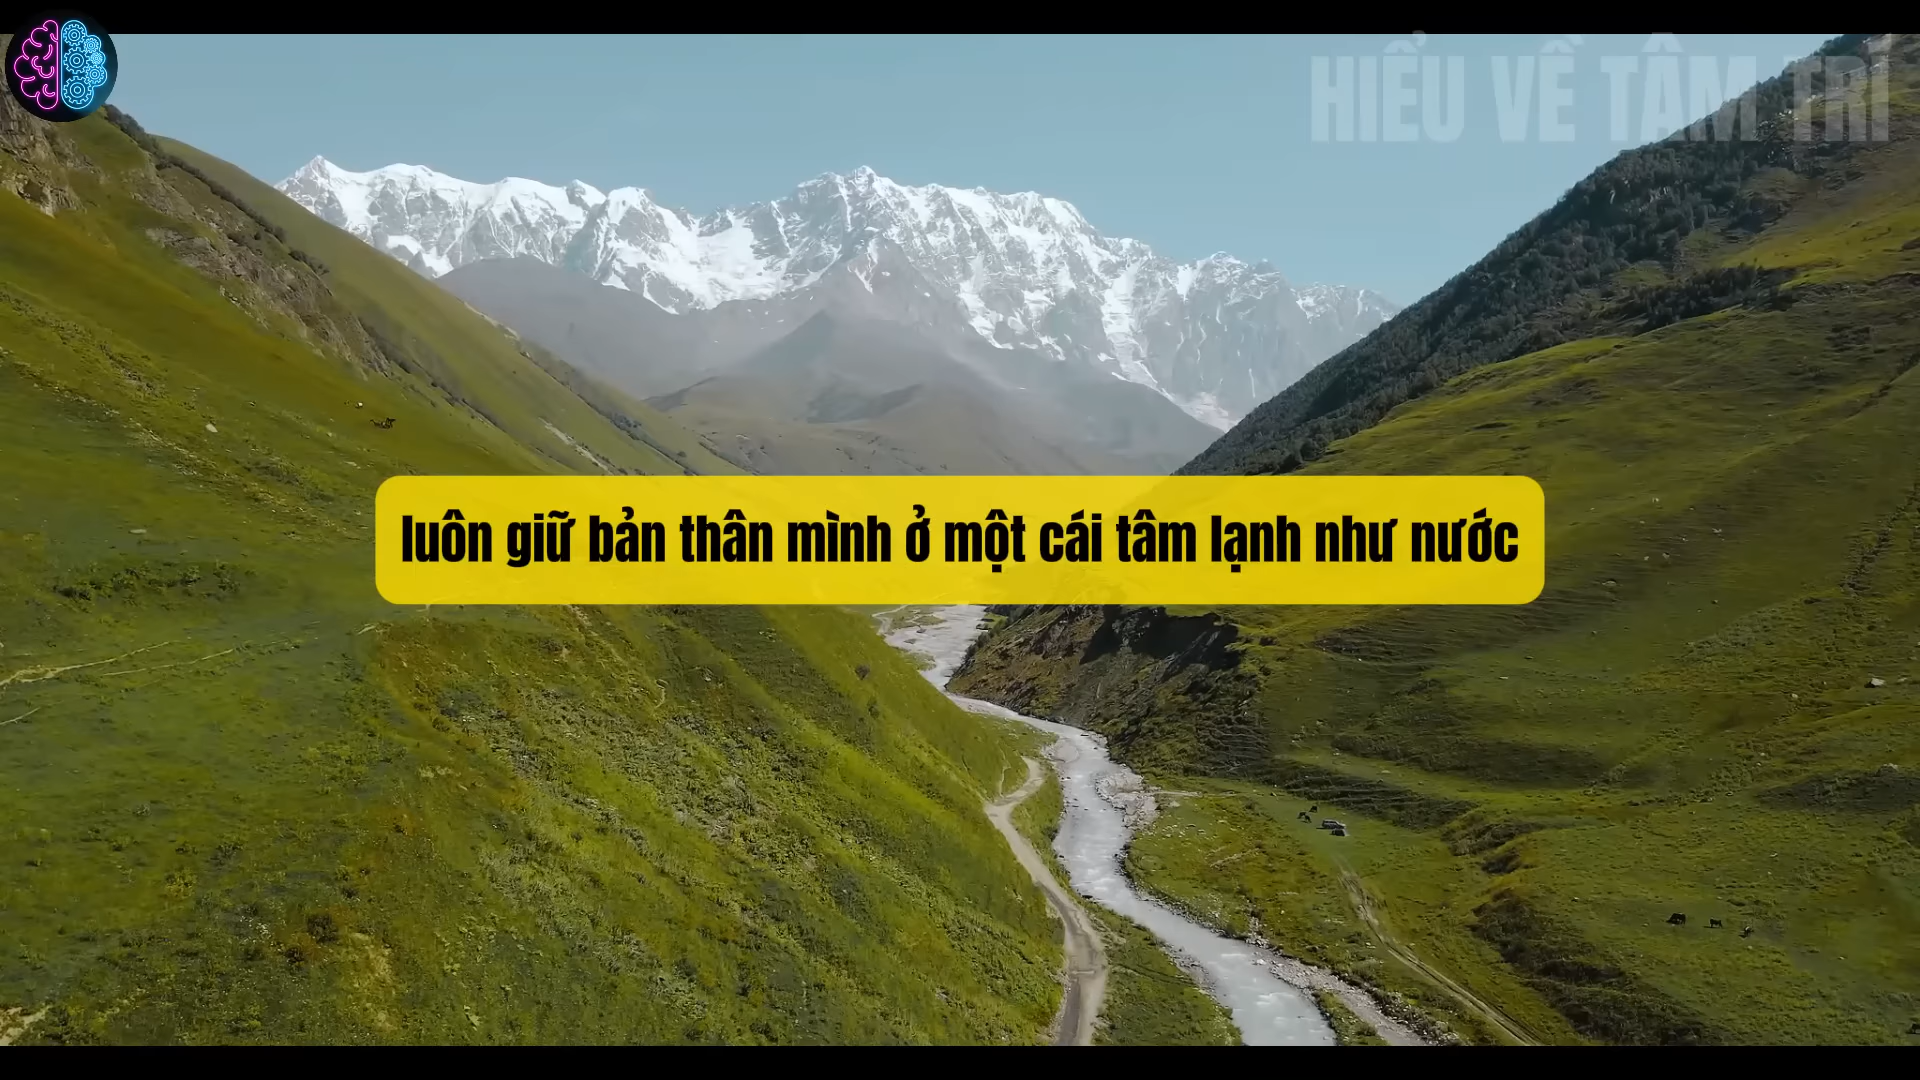 HIỂU VỀ TÂM TRÍ
luôn giữ bản thân mình ở một cái tâm lạnh như nước